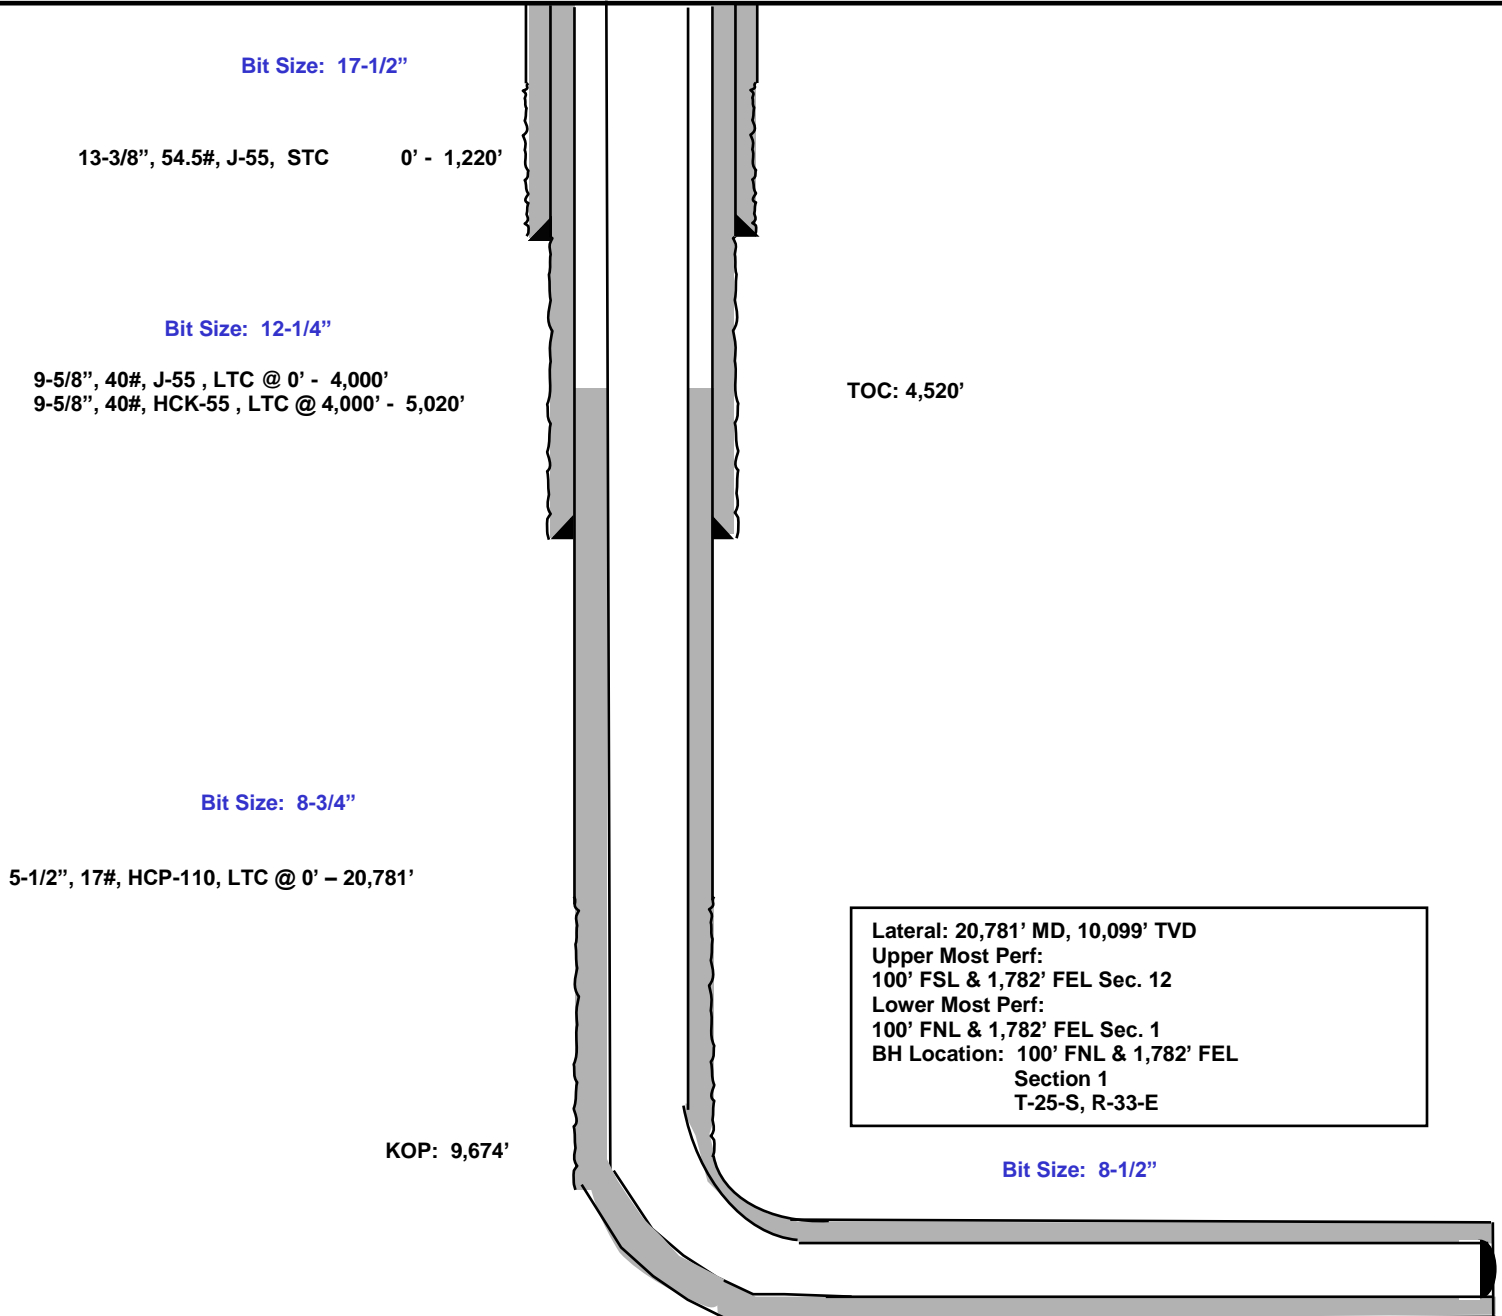 Bit Size: 17-1/2”
13-3/8”, 54.5#, J-55, STC 0’ - 1,220’
Bit Size: 12-1/4”
9-5/8”, 40#, J-55 , LTC @ 0’ - 4,000’
9-5/8”, 40#, HCK-55 , LTC @ 4,000’ - 5,020’
TOC: 4,520’
Bit Size: 8-3/4”
5-1/2”, 17#, HCP-110, LTC @ 0’ – 20,781’
Lateral: 20,781’ MD, 10,099’ TVD
Upper Most Perf:
100’ FSL & 1,782’ FEL Sec. 12
Lower Most Perf:
100’ FNL & 1,782’ FEL Sec. 1
BH Location: 100’ FNL & 1,782’ FEL
Section 1
T-25-S, R-33-E
KOP: 9,674’
Bit Size: 8-1/2”